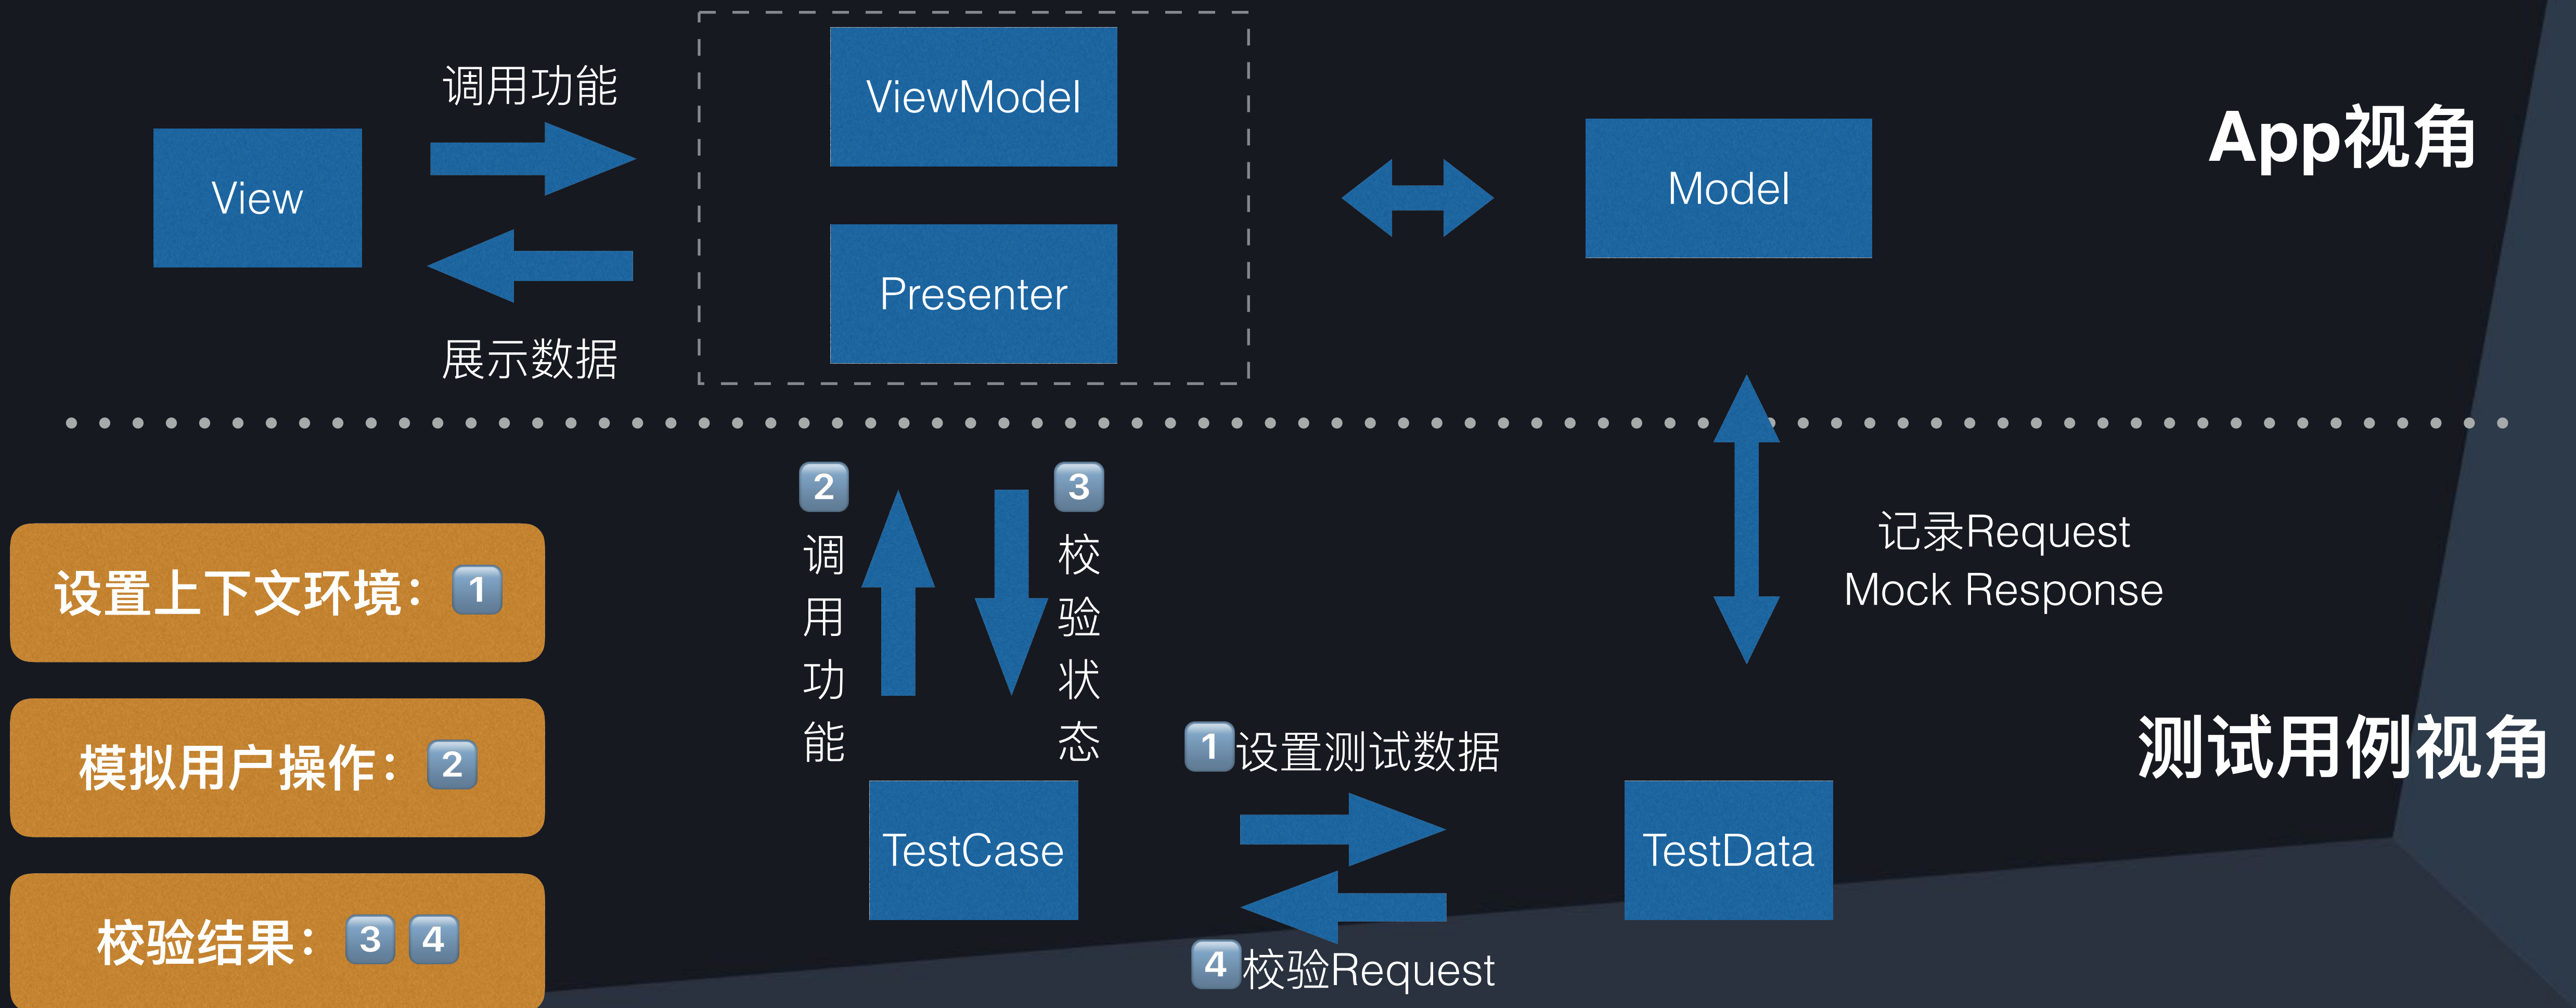 调用功能
View
展示数据
ViewModel
Presenter
Model
App视角
设置上下文环境：1
模拟用户操作：2
校验结果：3 4
2
调用功能
3
校验状态
记录Request
Mock Response
1设置测试数据
TestCase
TestData
4校验Request
测试用例视角